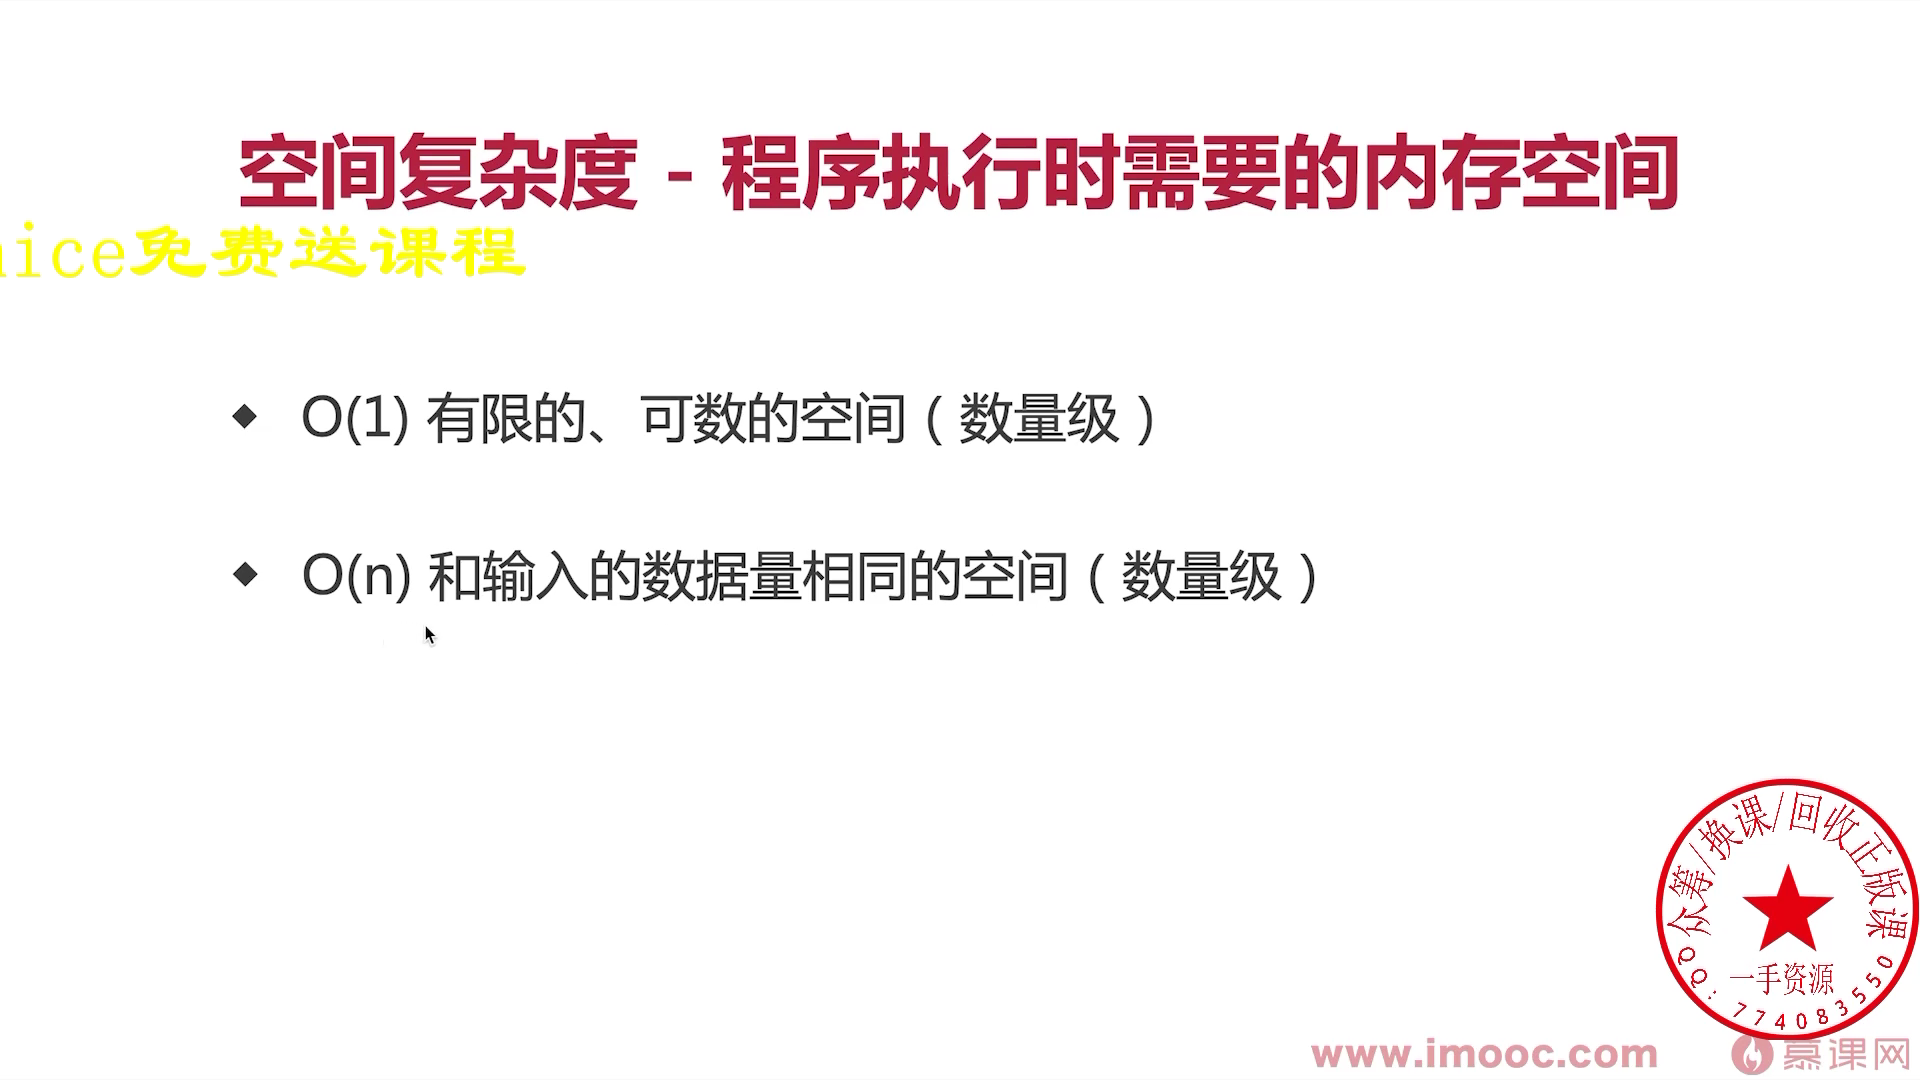 空间复杂度 - 程序执行时需要的内存空间
ice免费送课程
◆ O(1) 有限的、可数的空间（数量级）
◆ O(n) 和输入的数据量相同的空间（数量级）
众筹/换课/回收正版课
一手资源
QQ：774083550
www.imooc.com 慕课网